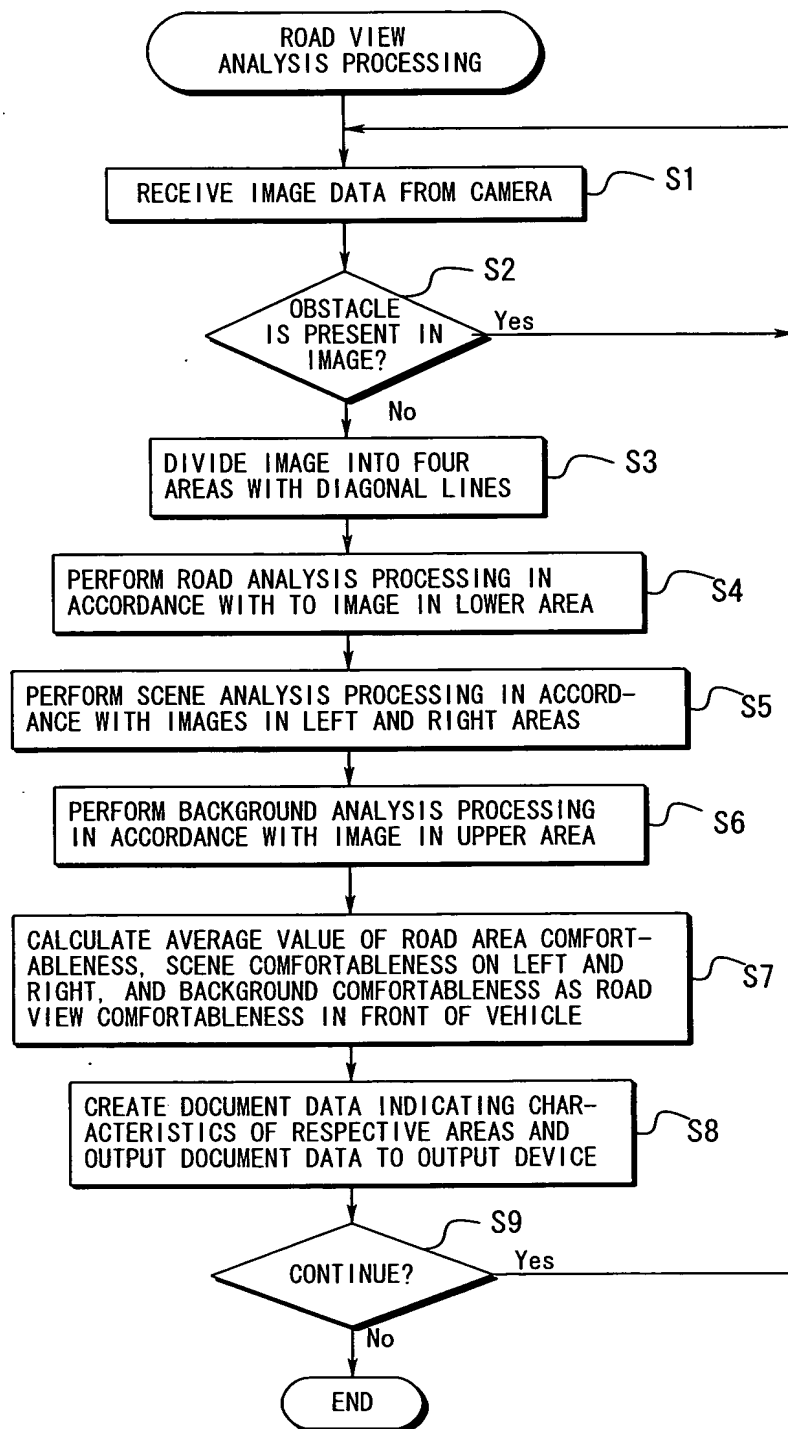 ROAD VIEW
ANALYSIS PROCESSING
RECEIVE IMAGE DATA FROM CAMERA
S1
S2
OBSTACLE
IS PRESENT IN
IMAGE?
Yes
No
DIVIDE IMAGE INTO FOUR
AREAS WITH DIAGONAL LINES
S3
PERFORM ROAD ANALYSIS PROCESSING IN
ACCORDANCE WITH TO IMAGE IN LOWER AREA
S4
PERFORM SCENE ANALYSIS PROCESSING IN ACCORD-
ANCE WITH IMAGES IN LEFT AND RIGHT AREAS
S5
PERFORM BACKGROUND ANALYSIS PROCESSING
IN ACCORDANCE WITH IMAGE IN UPPER AREA
S6
CALCULATE AVERAGE VALUE OF ROAD AREA COMFORT-
ABLENESS, SCENE COMFORTABLENESS ON LEFT AND
RIGHT, AND BACKGROUND COMFORTABLENESS AS ROAD
VIEW COMFORTABLENESS IN FRONT OF VEHICLE
S7
CREATE DOCUMENT DATA INDICATING CHAR-
ACTERISTICS OF RESPECTIVE AREAS AND
OUTPUT DOCUMENT DATA TO OUTPUT DEVICE
S8
S9
CONTINUE?
Yes
No
END